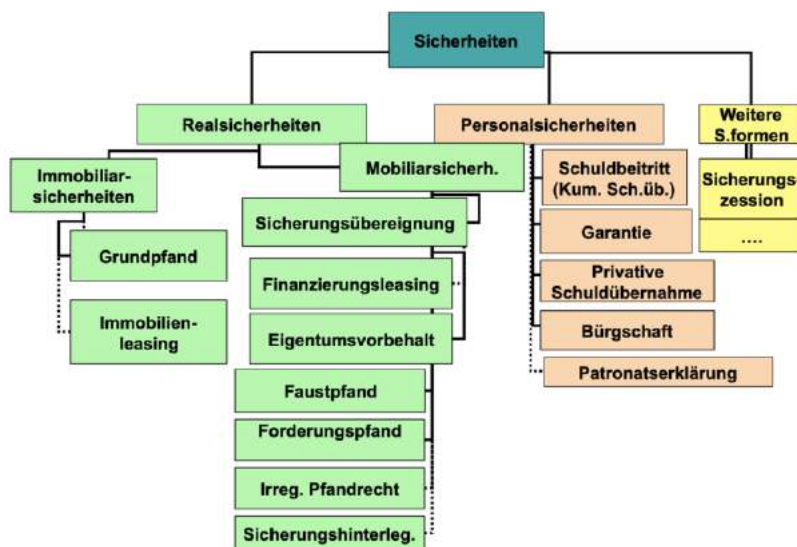 Sicherheiten
Realsicherheiten
Personalsicherheiten
Weitere
S.formen
Immobiliar-
sicherheiten
Mobiliarsicherh.
Schuldbeitritt
(Kum. Sch.üb.)
Sicherungs
zession
Sicherungsübereignung
Garantie
....
Grundpfand
Finanzierungsleasing
Privative
Schuldübernahme
Immobilien-
leasing
Eigentumsvorbehalt
Bürgschaft
Faustpfand
Patronatserklärung
Forderungspfand
Irreg. Pfandrecht
Sicherungshinterleg.